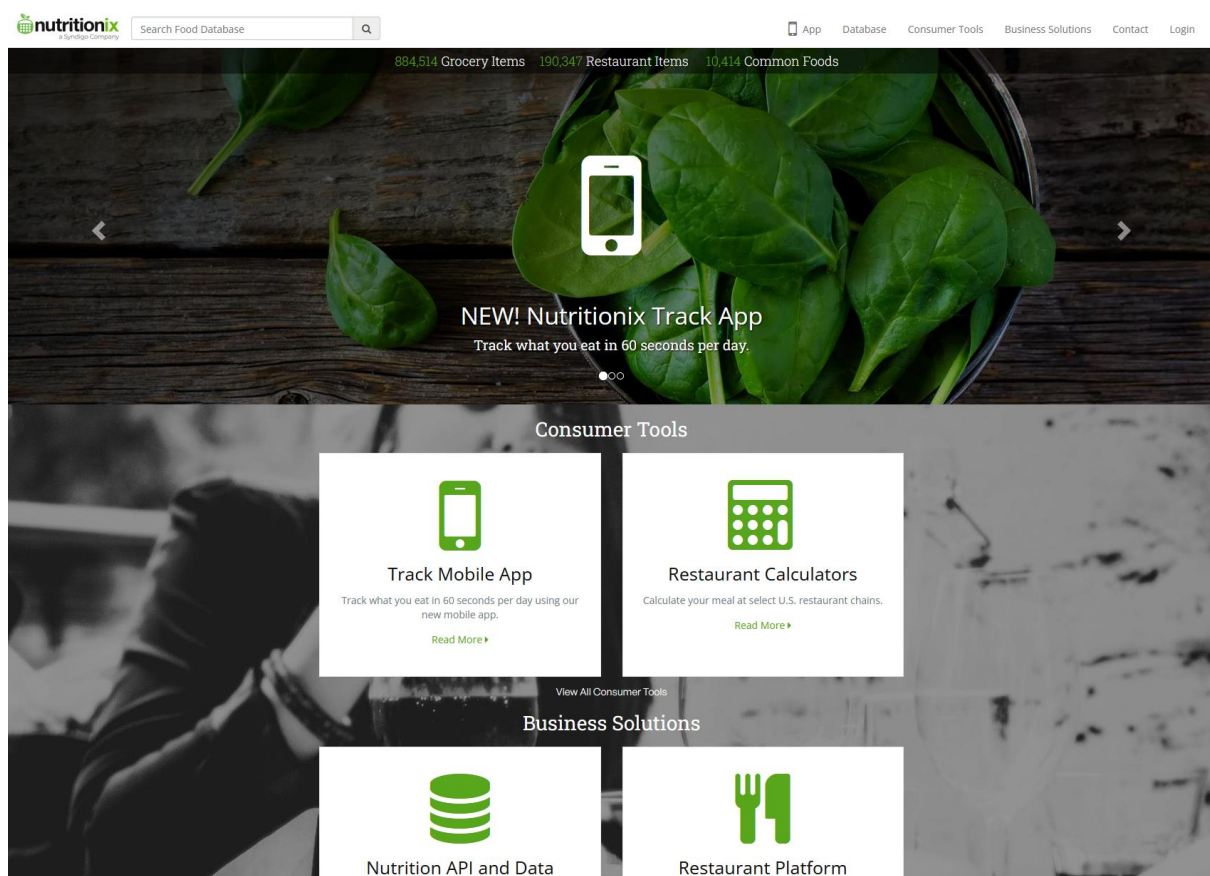 nutritionix
a Syndigo Company
Search Food Database
App
Database
Consumer Tools
Business Solutions
Contact
Login
884,514 Grocery Items
190,347 Restaurant Items
10,414 Common Foods
NEW! Nutritionix Track App
Track what you eat in 60 seconds per day.
Consumer Tools
Track Mobile App
Track what you eat in 60 seconds per day using our
new mobile app.
Read More
Restaurant Calculators
Calculate your meal at select U.S. restaurant chains.
Read More
View All Consumer Tools
Business Solutions
Nutrition API and Data
Restaurant Platform